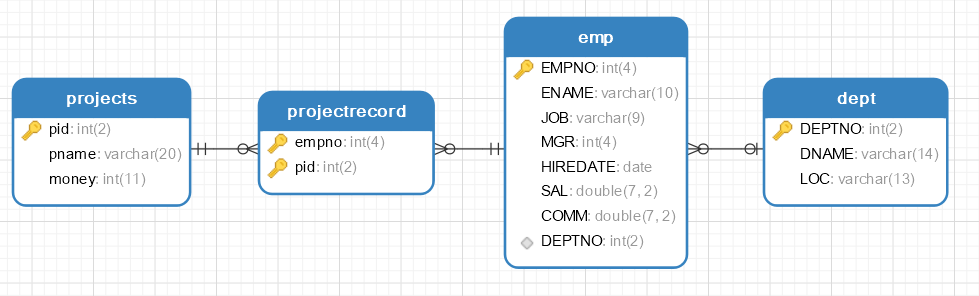 projects
pid: int(2)
pname: varchar(20)
money: int(11)
projectrecord
empno: int(4)
pid: int(2)
emp
EMPNO: int(4)
ENAME: varchar(10)
JOB: varchar(9)
MGR: int(4)
HIREDATE: date
SAL: double(7, 2)
COMM: double(7, 2)
DEPTNO: int(2)
dept
DEPTNO: int(2)
DNAME: varchar(14)
LOC: varchar(13)